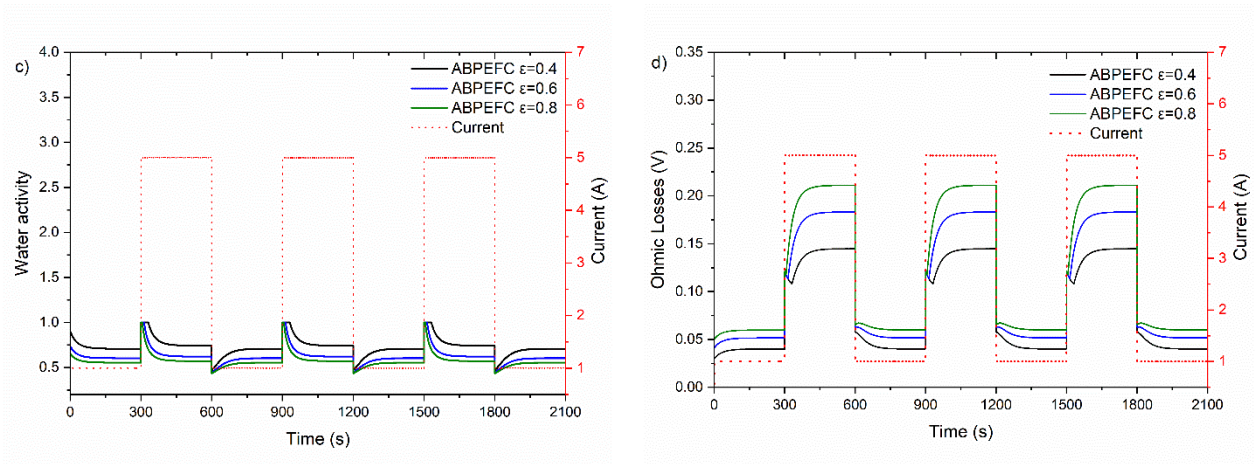 c)
4.0
3.5
3.0
2.5
2.0
1.5
1.0
0.5
Water activity
ABPEFC ε=0.4
ABPEFC ε=0.6
ABPEFC ε=0.8
Current
7
6
5
4
3
2
1
Current (A)
0 300 600 900 1200 1500 1800 2100
Time (s)
d)
0.35
0.30
0.25
0.20
0.15
0.10
0.05
0.00
Ohmic Losses (V)
ABPEFC ε=0.4
ABPEFC ε=0.6
ABPEFC ε=0.8
Current
7
6
5
4
3
2
1
Current (A)
0 300 600 900 1200 1500 1800 2100
Time (s)